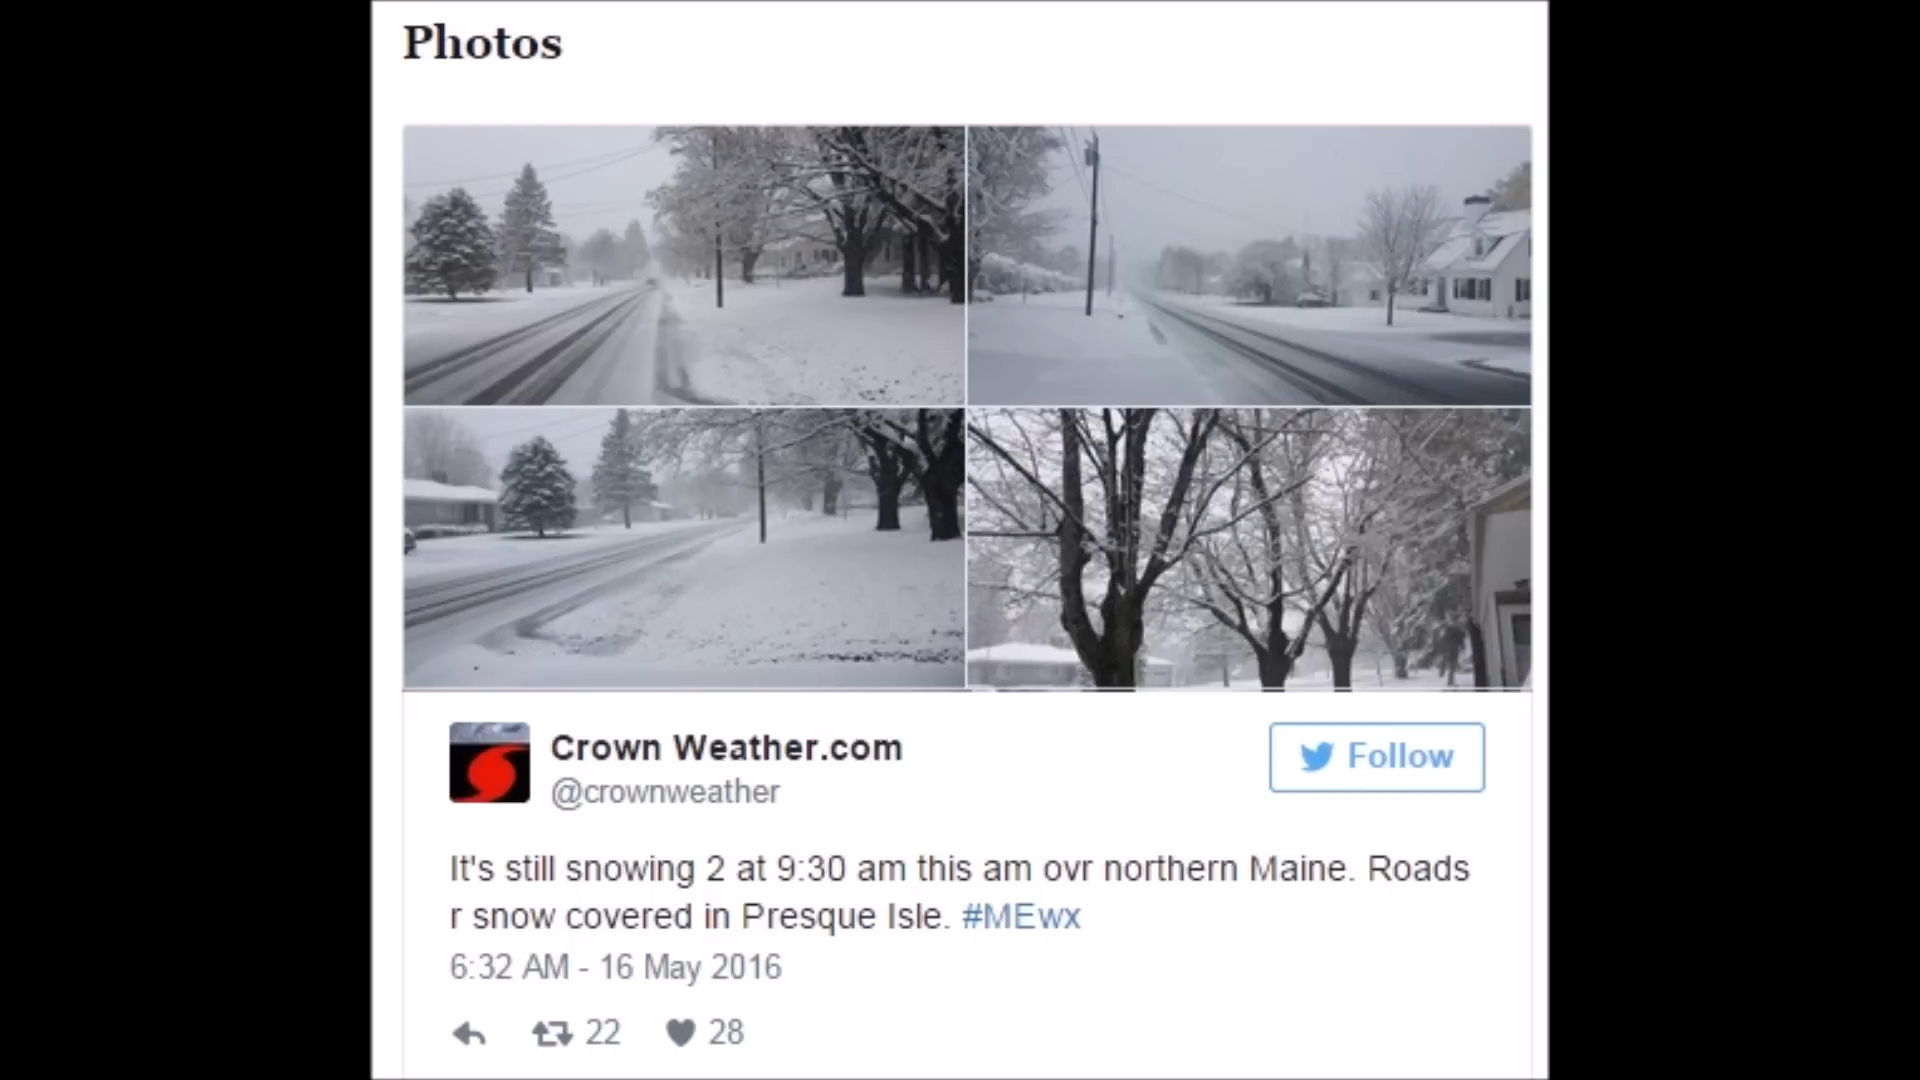 Photos
Crown Weather.com
@crownweather
Follow
It's still snowing 2 at 9:30 am this am ovr northern Maine. Roads
r snow covered in Presque Isle. #MEwx
6:32 AM - 16 May 2016
22 28